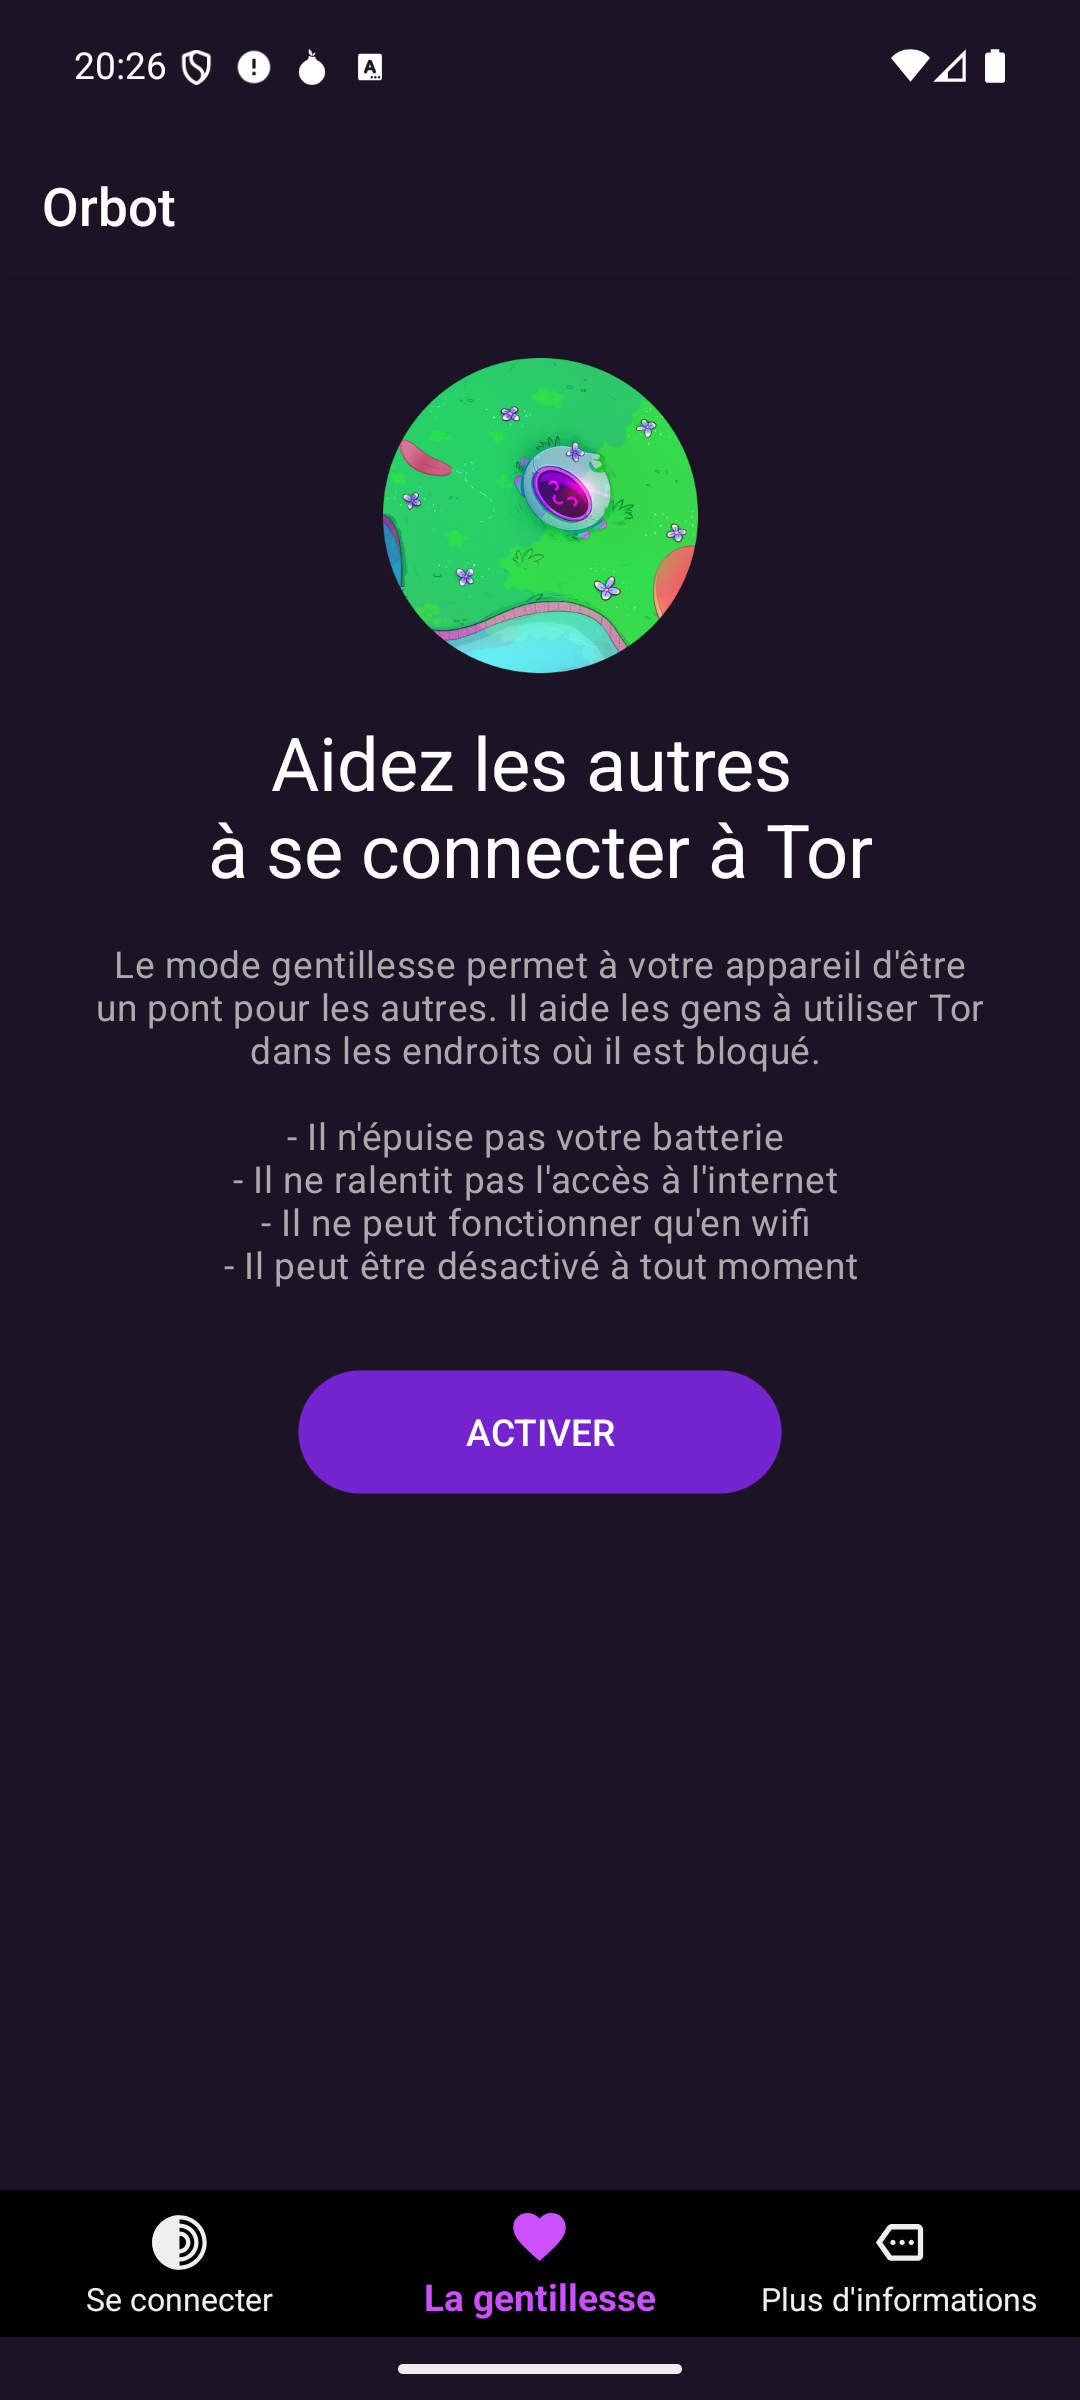 20:26
Orbot
Aidez les autres
à se connecter à Tor
Le mode gentillesse permet à votre appareil d'être
un pont pour les autres. Il aide les gens à utiliser Tor
dans les endroits où il est bloqué.
- Il n'épuise pas votre batterie
- Il ne ralentit pas l'accès à l'internet
- Il ne peut fonctionner qu'en wifi
- Il peut être désactivé à tout moment
ACTIVER
Se connecter
La gentillesse
Plus d'informations